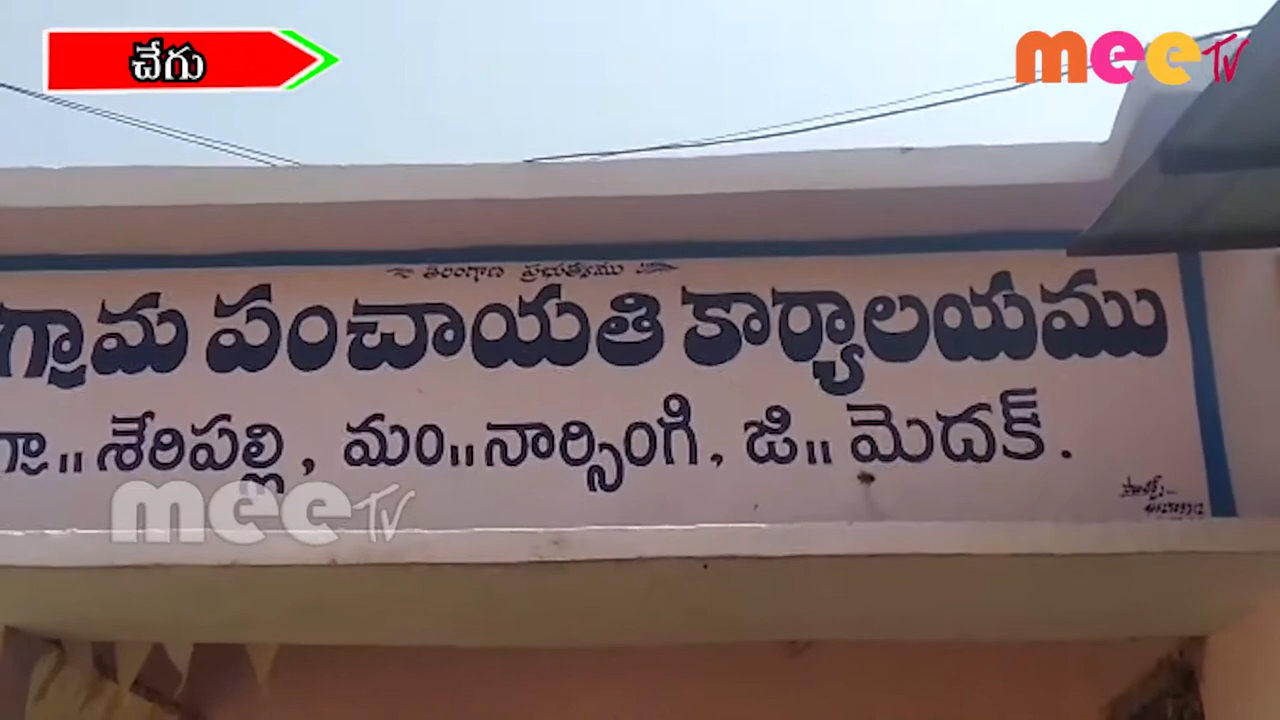 చేగు
mee TV
తెలంగాణ ప్రభుత్వము
గ్రామ పంచాయతి కార్యాలయము
గ్రా॥ శేరిపల్లి, మం॥ నార్సింగి, జి॥ మెదక్.
mee TV